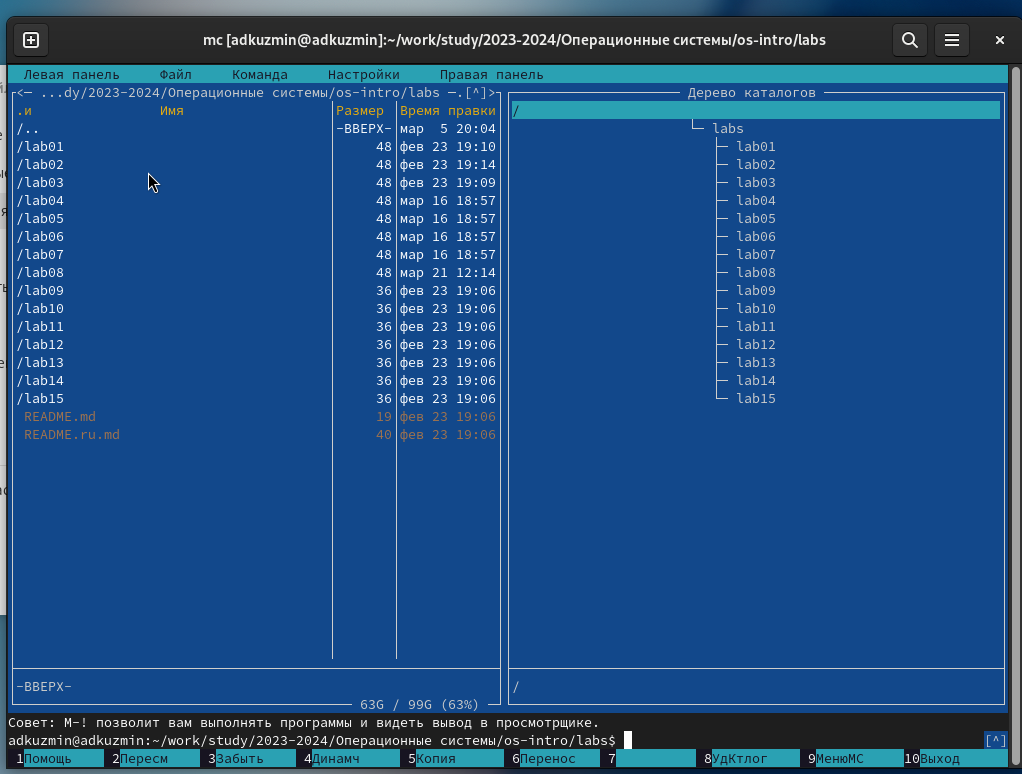 mc [adkuzmin@adkuzmin]:~/work/study/2023-2024/Операционные системы/os-intro/labs
Левая панель Файл Команда Настройки Правая панель
<─ ...dy/2023-2024/Операционные системы/os-intro/labs ─.[^]>
.и Имя Размер Время правки
/.. -ВВЕРХ- мар 5 20:04
/lab01 48 фев 23 19:10
/lab02 48 фев 23 19:14
/lab03 48 фев 23 19:09
/lab04 48 мар 16 18:57
/lab05 48 мар 16 18:57
/lab06 48 мар 16 18:57
/lab07 48 мар 16 18:57
/lab08 48 мар 21 12:14
/lab09 36 фев 23 19:06
/lab10 36 фев 23 19:06
/lab11 36 фев 23 19:06
/lab12 36 фев 23 19:06
/lab13 36 фев 23 19:06
/lab14 36 фев 23 19:06
/lab15 36 фев 23 19:06
README.md 19 фев 23 19:06
README.ru.md 40 фев 23 19:06
-ВВЕРХ-
63G / 99G (63%)
Дерево каталогов
/
labs
lab01
lab02
lab03
lab04
lab05
lab06
lab07
lab08
lab09
lab10
lab11
lab12
lab13
lab14
lab15
/
Совет: M-! позволит вам выполнять программы и видеть вывод в просмотрщике.
adkuzmin@adkuzmin:~/work/study/2023-2024/Операционные системы/os-intro/labs$ [^]
1Помощь 2Пересм 3Забыть 4Динамч 5Копия 6Перенос 7 8УдКтлог 9МенюMC 10Выход